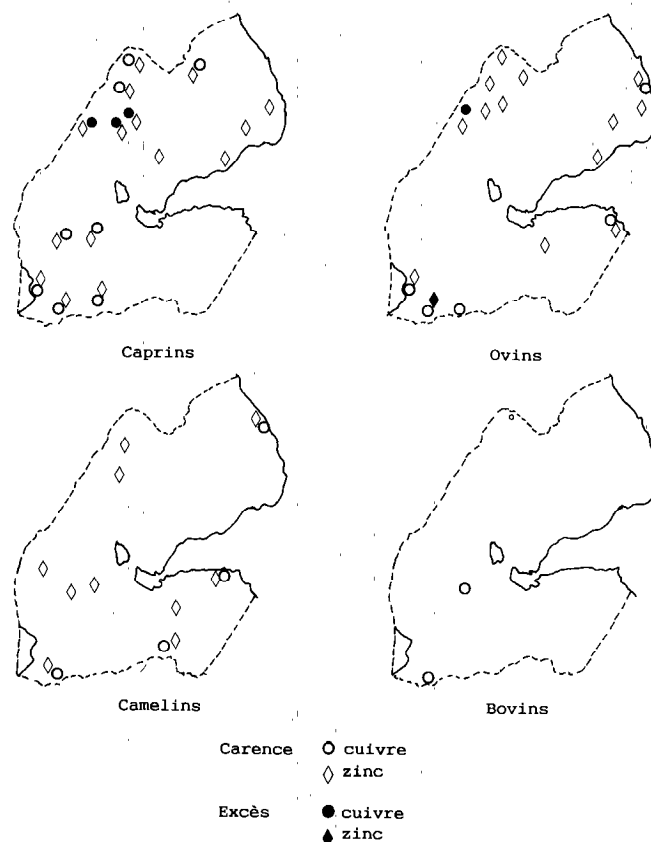 Caprins Ovins
Camelins Bovins
Carence cuivre
zinc
Excès cuivre
zinc